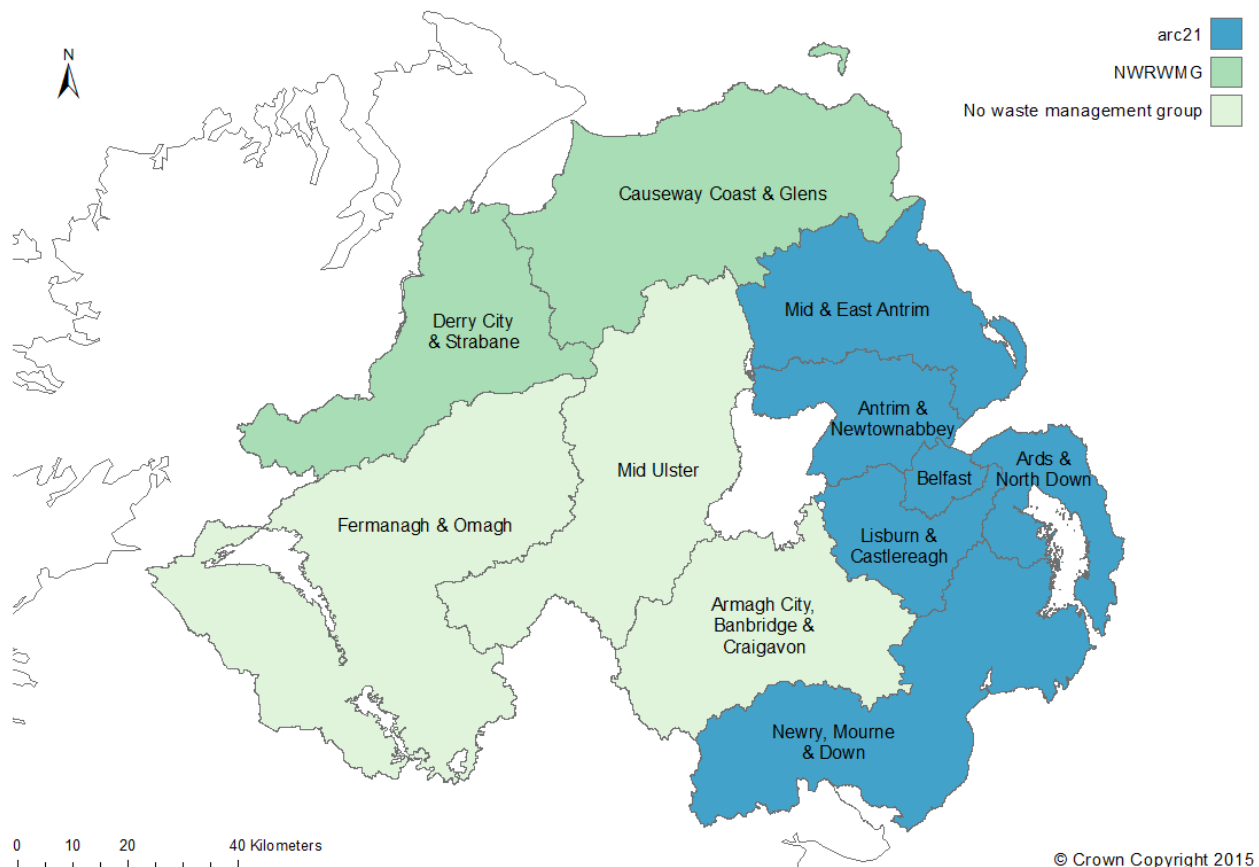 N
arc21
NWRWMG
No waste management group
Causeway Coast & Glens
Derry City
& Strabane
Mid & East Antrim
Antrim &
Newtownabbey
Belfast
Ards &
North Down
Mid Ulster
Fermanagh & Omagh
Lisburn &
Castlereagh
Armagh City,
Banbridge &
Craigavon
Newry, Mourne
& Down
0 10 20 40 Kilometers
© Crown Copyright 2015